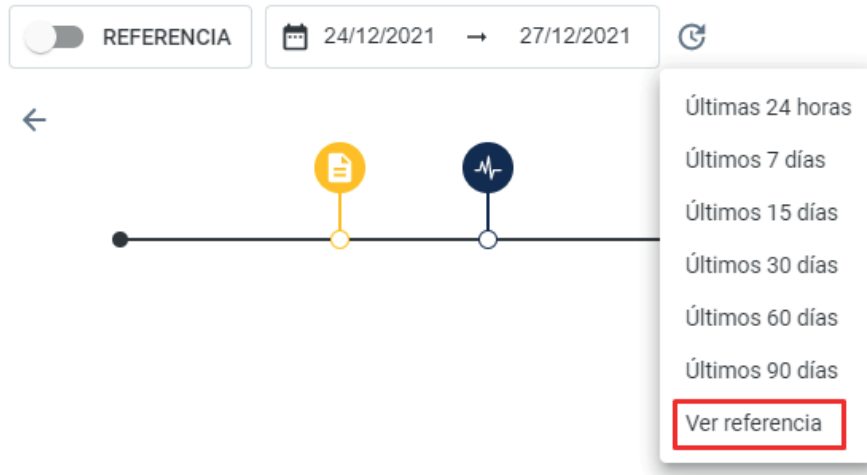 REFERENCIA 24/12/2021 → 27/12/2021
Últimas 24 horas
Últimos 7 días
Últimos 15 días
Últimos 30 días
Últimos 60 días
Últimos 90 días
Ver referencia